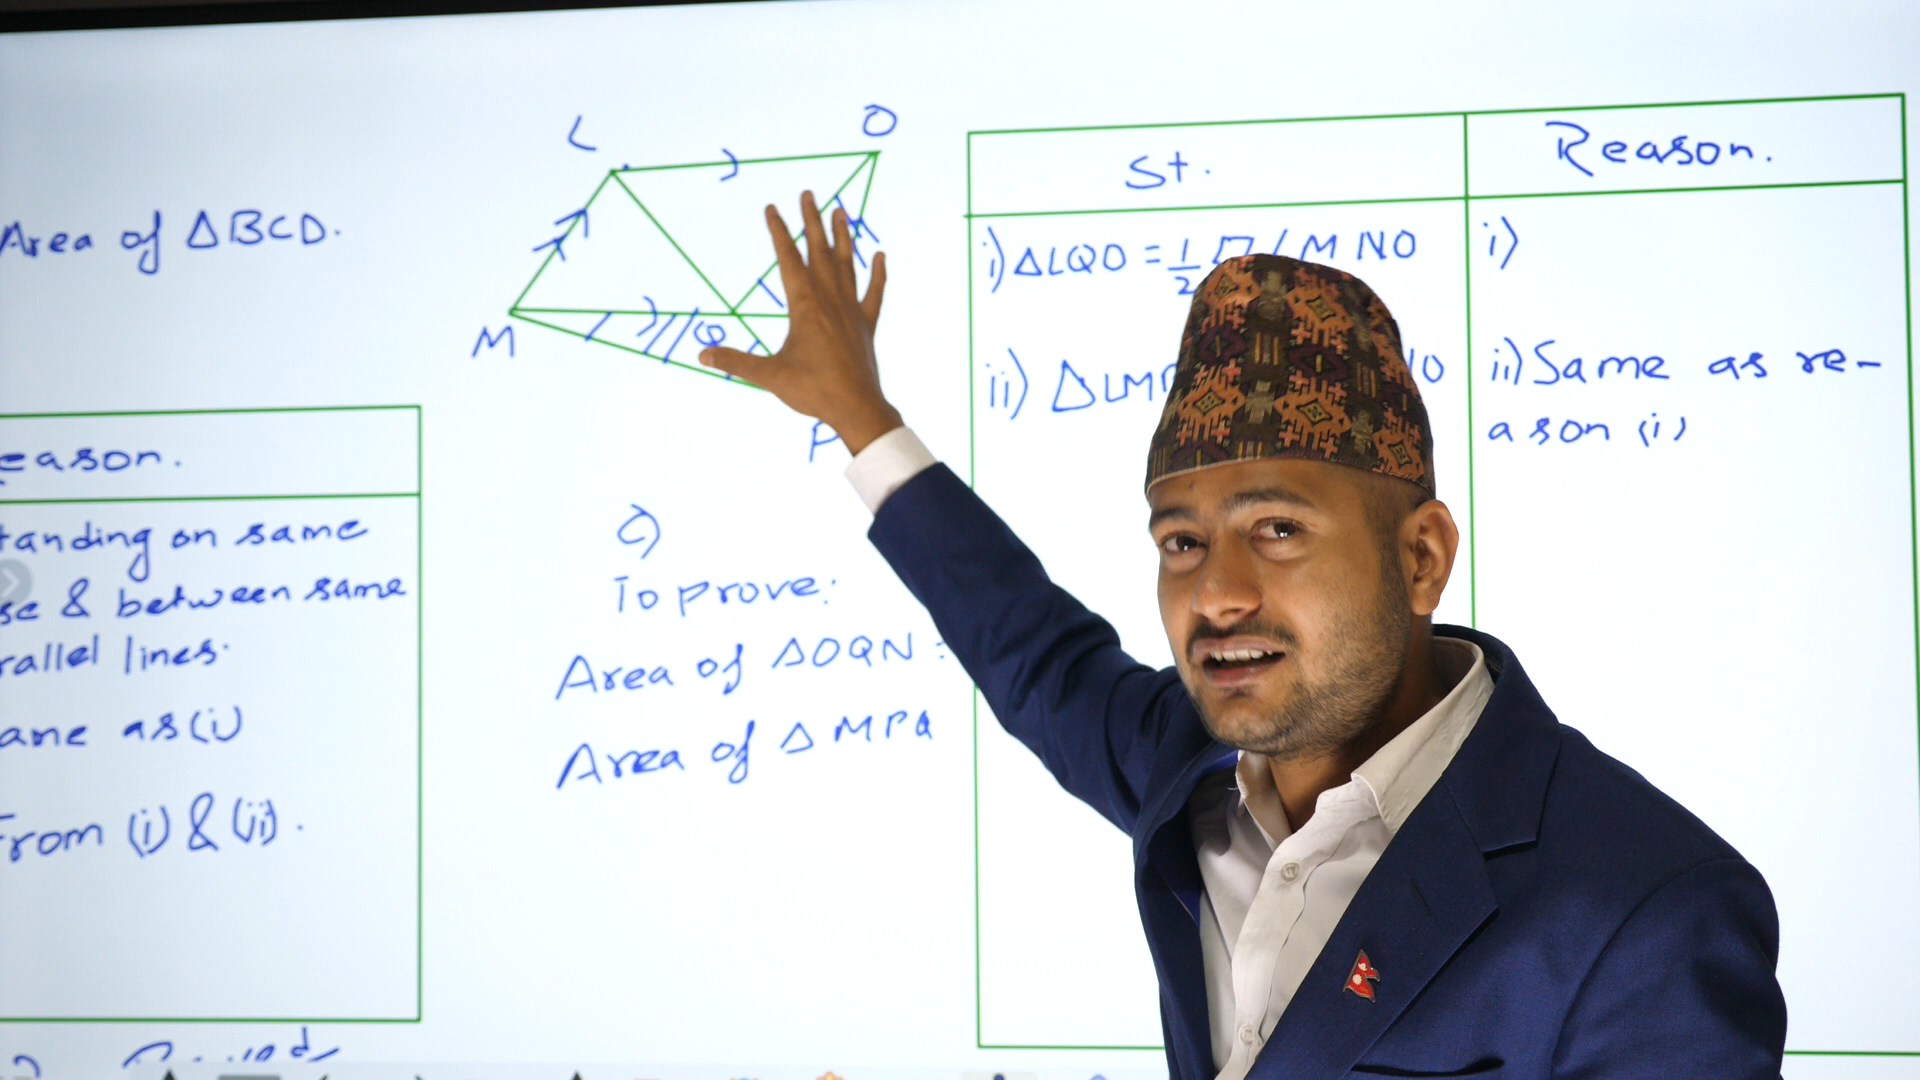 Area of ΔBCD.
eason.
tanding on same
se & between same
rallel lines.
ame as (i)
From (i) & (ii).
L
O
M
Q
P
c)
To prove:
Area of ΔOQN =
Area of ΔMPQ
St.
Reason.
i) ΔLQO = 1/2 ▱ LMNO
i)
ii) ΔLMP
O
ii) Same as re-
ason (i)